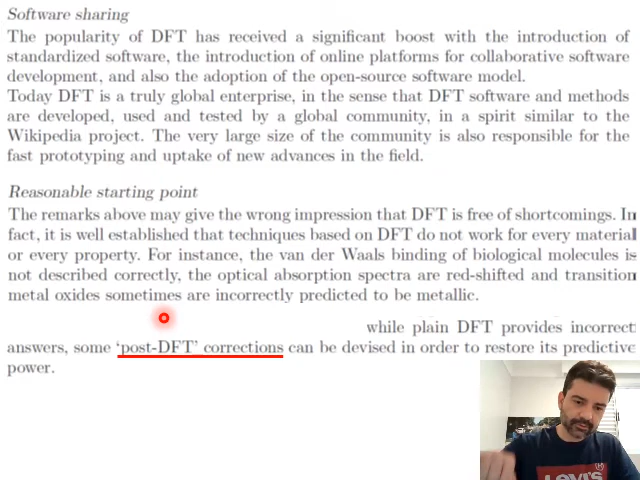 Software sharing
The popularity of DFT has received a significant boost with the introduction of
standardized software, the introduction of online platforms for collaborative software
development, and also the adoption of the open-source software model.
Today DFT is a truly global enterprise, in the sense that DFT software and methods
are developed, used and tested by a global community, in a spirit similar to the
Wikipedia project. The very large size of the community is also responsible for the
fast prototyping and uptake of new advances in the field.
Reasonable starting point
The remarks above may give the wrong impression that DFT is free of shortcomings. In
fact, it is well established that techniques based on DFT do not work for every material
or every property. For instance, the van der Waals binding of biological molecules is
not described correctly, the optical absorption spectra are red-shifted and transition
metal oxides sometimes are incorrectly predicted to be metallic.
while plain DFT provides incorrect
answers, some ‘post-DFT’ corrections can be devised in order to restore its predictive
power.
LEVI'S